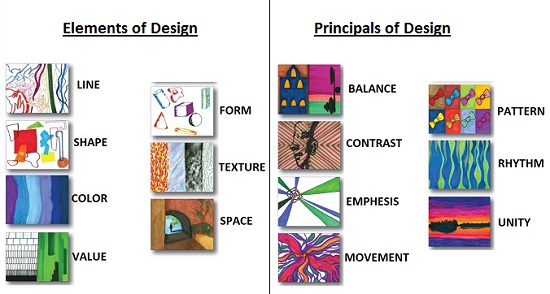 Elements of Design
LINE
SHAPE
COLOR
VALUE
FORM
TEXTURE
SPACE
Principals of Design
BALANCE
CONTRAST
EMPHESIS
MOVEMENT
PATTERN
RHYTHM
UNITY